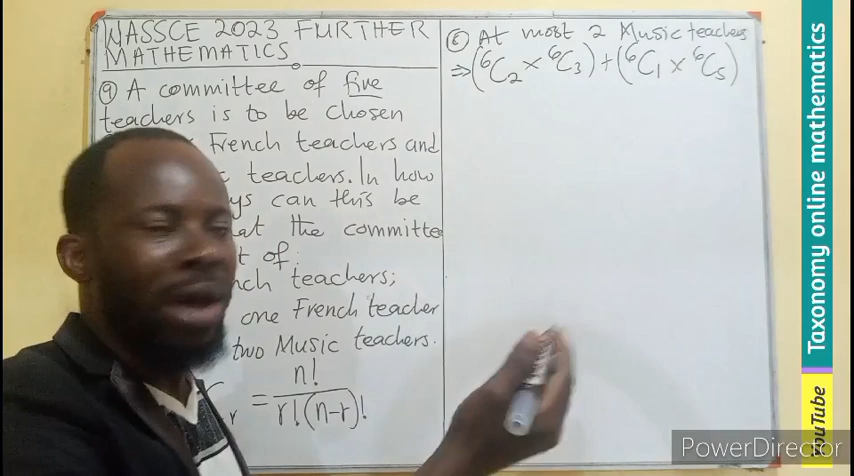 WASSCE 2023 FURTHER
MATHEMATICS
⑨ A committee of five
teachers is to be chosen
French teachers and
teachers. In how
can this be
the committee
of:
teachers;
one French teacher
two Music teachers.
= n! / r!(n-r)!
r
ⓒ At most 2 Music teachers
⇒ (⁶C₂ × ⁶C₃) + (⁶C₁ × ⁶C₅)
Taxonomy online mathematics
YouTube
PowerDirector